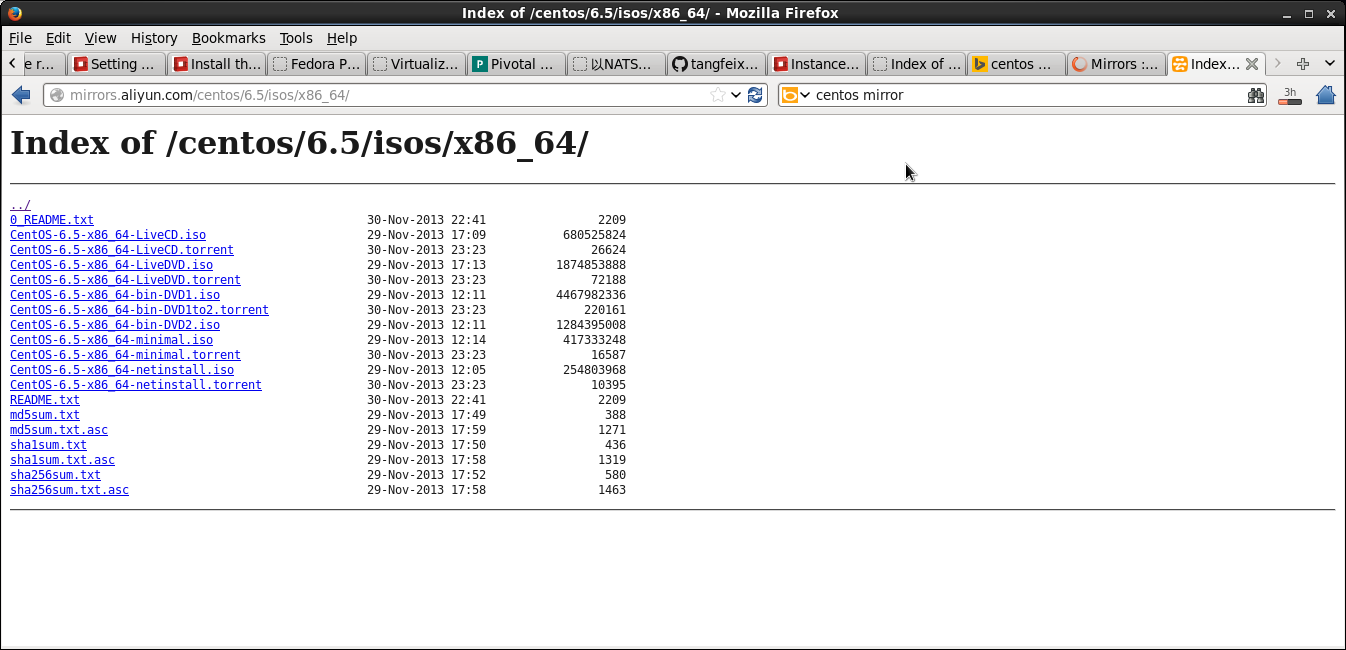 Index of /centos/6.5/isos/x86_64/ - Mozilla Firefox
File Edit View History Bookmarks Tools Help
e r... Setting ... Install th... Fedora P... Virtualiz... Pivotal ... 以NATS... tangfeix... Instance... Index of ... centos ... Mirrors :... Index...
mirrors.aliyun.com/centos/6.5/isos/x86_64/ centos mirror 3h
Index of /centos/6.5/isos/x86_64/
../
0_README.txt 30-Nov-2013 22:41 2209
CentOS-6.5-x86_64-LiveCD.iso 29-Nov-2013 17:09 680525824
CentOS-6.5-x86_64-LiveCD.torrent 30-Nov-2013 23:23 26624
CentOS-6.5-x86_64-LiveDVD.iso 29-Nov-2013 17:13 1874853888
CentOS-6.5-x86_64-LiveDVD.torrent 30-Nov-2013 23:23 72188
CentOS-6.5-x86_64-bin-DVD1.iso 29-Nov-2013 12:11 4467982336
CentOS-6.5-x86_64-bin-DVD1to2.torrent 30-Nov-2013 23:23 220161
CentOS-6.5-x86_64-bin-DVD2.iso 29-Nov-2013 12:11 1284395008
CentOS-6.5-x86_64-minimal.iso 29-Nov-2013 12:14 417333248
CentOS-6.5-x86_64-minimal.torrent 30-Nov-2013 23:23 16587
CentOS-6.5-x86_64-netinstall.iso 29-Nov-2013 12:05 254803968
CentOS-6.5-x86_64-netinstall.torrent 30-Nov-2013 23:23 10395
README.txt 30-Nov-2013 22:41 2209
md5sum.txt 29-Nov-2013 17:49 388
md5sum.txt.asc 29-Nov-2013 17:59 1271
sha1sum.txt 29-Nov-2013 17:50 436
sha1sum.txt.asc 29-Nov-2013 17:58 1319
sha256sum.txt 29-Nov-2013 17:52 580
sha256sum.txt.asc 29-Nov-2013 17:58 1463